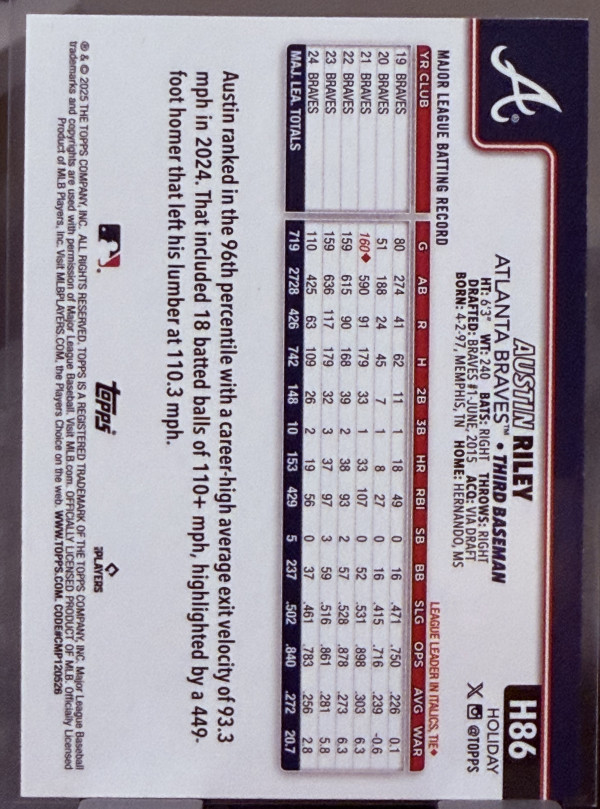 H86
HOLIDAY
X @TOPPS
AUSTIN RILEY
ATLANTA BRAVES™ • THIRD BASEMAN
HT: 6'3" WT: 240 BATS: RIGHT THROWS: RIGHT
DRAFTED: BRAVES #1-JUNE, 2015 ACQ: VIA DRAFT
BORN: 4-2-97, MEMPHIS, TN HOME: HERNANDO, MS
A®
MAJOR LEAGUE BATTING RECORD LEAGUE LEADER IN ITALICS, TIE♦
YR CLUB G AB R H 2B 3B HR RBI SB BB SLG OPS AVG WAR
19 BRAVES 80 274 41 62 11 1 18 49 0 16 .471 .750 .226 0.1
20 BRAVES 51 188 24 45 7 1 8 27 0 16 .415 .716 .239 -0.6
21 BRAVES 160♦ 590 91 179 33 1 33 107 0 52 .531 .898 .303 6.3
22 BRAVES 159 615 90 168 39 2 38 93 2 57 .528 .878 .273 6.3
23 BRAVES 159 636 117 179 32 3 37 97 3 59 .516 .861 .281 5.8
24 BRAVES 110 425 63 109 26 2 19 56 0 37 .461 .783 .256 2.8
MAJ. LEA. TOTALS 719 2728 426 742 148 10 153 429 5 237 .502 .840 .272 20.7
Austin ranked in the 96th percentile with a career-high average exit velocity of 93.3
mph in 2024. That included 18 batted balls of 110+ mph, highlighted by a 449-
foot homer that left his lumber at 110.3 mph.
topps®
PLAYERS
® & © 2025 THE TOPPS COMPANY, INC. ALL RIGHTS RESERVED. TOPPS IS A REGISTERED TRADEMARK OF THE TOPPS COMPANY, INC. Major League Baseball
trademarks and copyrights are used with permission of Major League Baseball. Visit MLB.com. OFFICIALLY LICENSED PRODUCT OF MLB. Officially Licensed
Product of MLB Players, Inc. Visit MLBPLAYERS.COM, the Players Choice on the web. WWW.TOPPS.COM. CODE#CMP120526